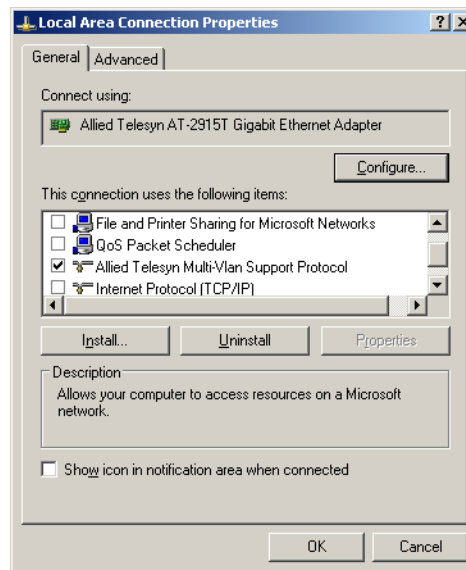 Local Area Connection Properties
General
Advanced
Connect using:
Allied Telesyn AT-2915T Gigabit Ethernet Adapter
Configure...
This connection uses the following items:
File and Printer Sharing for Microsoft Networks
QoS Packet Scheduler
Allied Telesyn Multi-Vlan Support Protocol
Internet Protocol (TCP/IP)
Install...
Uninstall
Properties
Description
Allows your computer to access resources on a Microsoft
network.
Show icon in notification area when connected
OK
Cancel